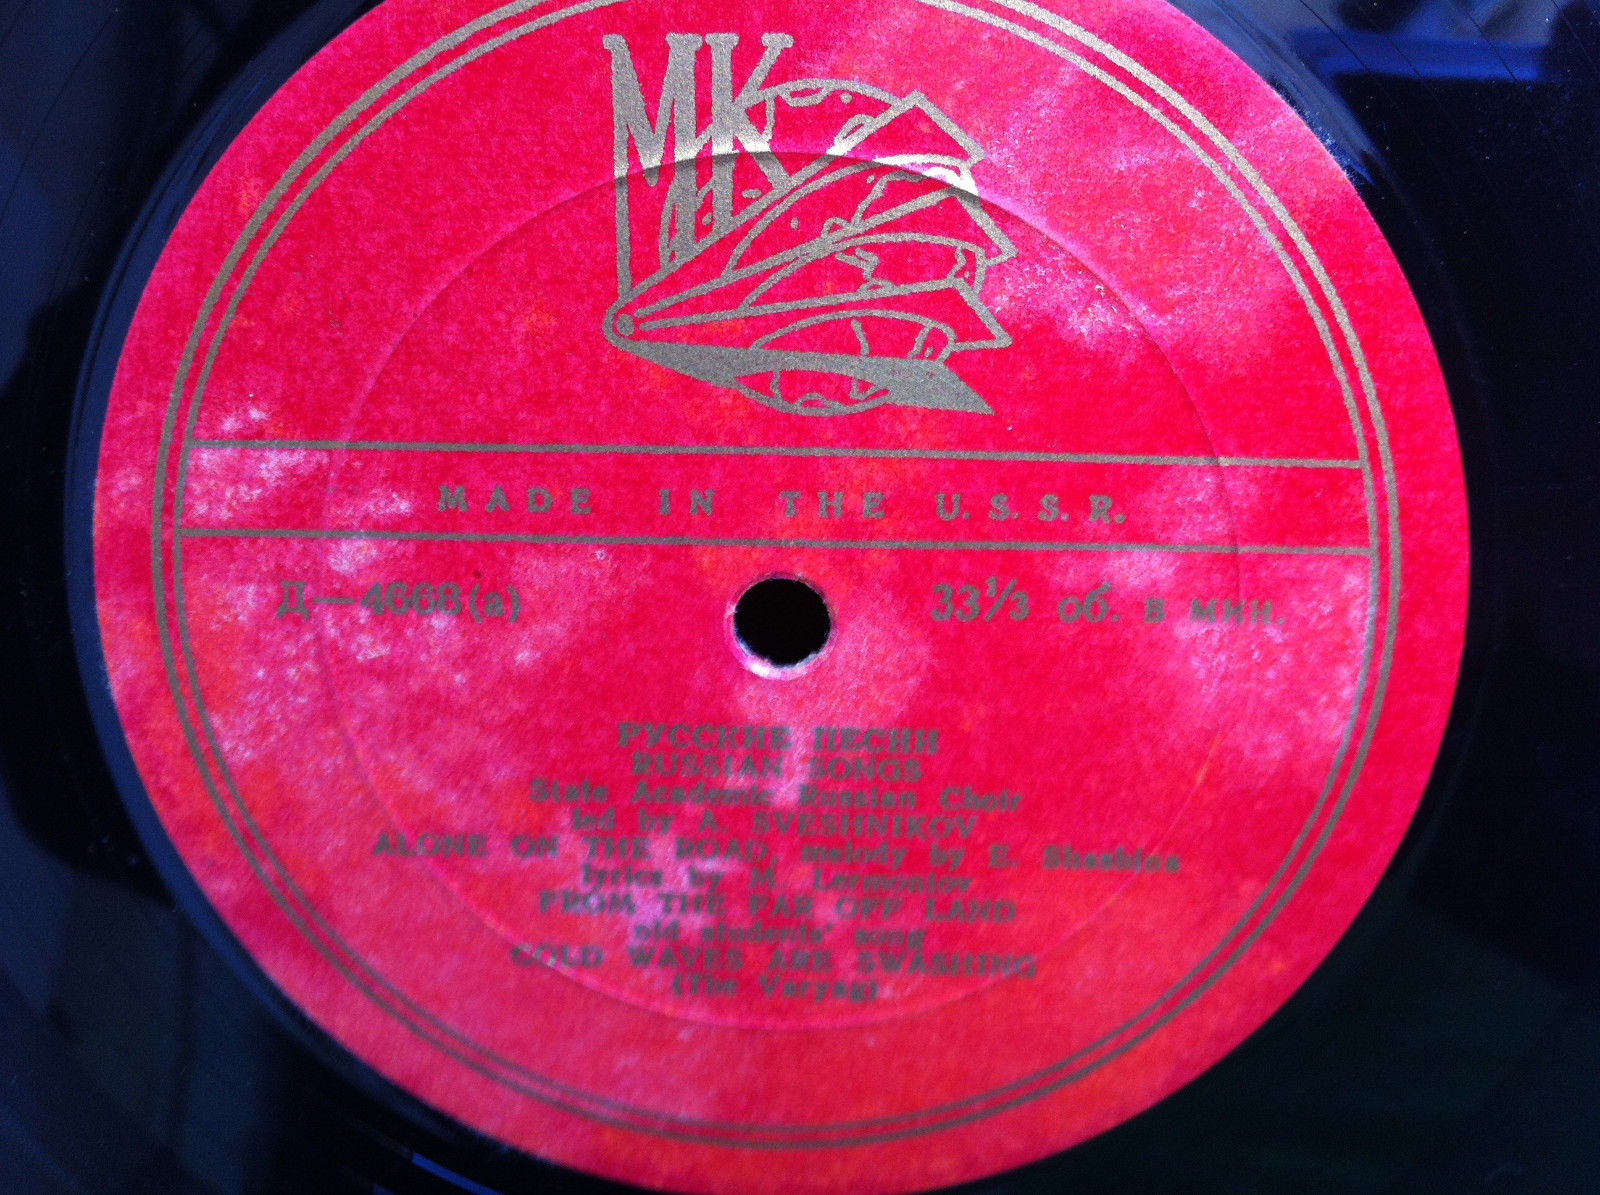 МК
MADE IN THE U.S.S.R.
Д—4668(а)
33⅓ об. в мин.
РУССКИЕ ПЕСНИ
RUSSIAN SONGS
State Academic Russian Choir
led by A. SVESHNIKOV
ALONE ON THE ROAD, melody by E. Shashina
lyrics by M. Lermontov
FROM THE FAR OFF LAND
old students' song
COLD WAVES ARE SWASHING
(The Varyag)